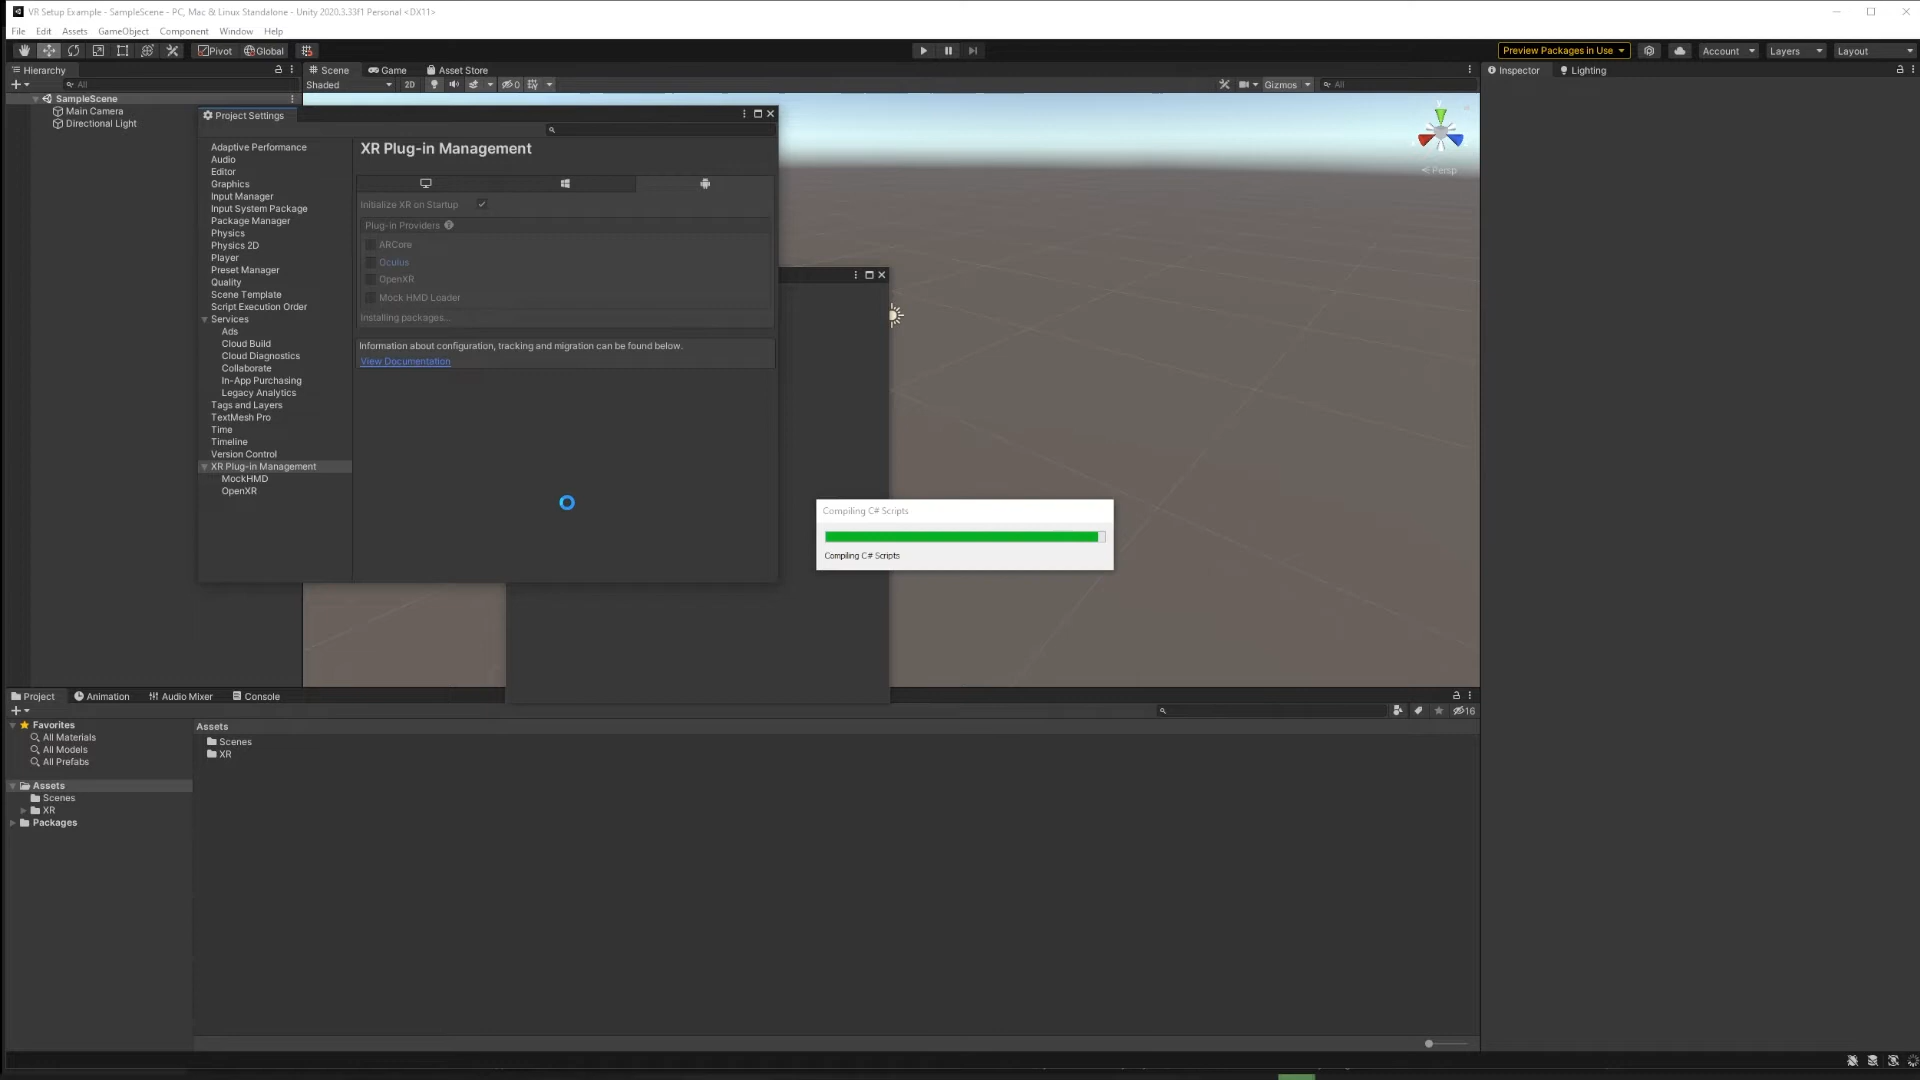 VR Setup Example - SampleScene - PC, Mac & Linux Standalone - Unity 2020.3.33f1 Personal <DX11>
File Edit Assets GameObject Component Window Help
Pivot Global Preview Packages in Use Account Layers Layout
Hierarchy Scene Game Asset Store Inspector Lighting
All Shaded 2D 0 Gizmos All
SampleScene
Main Camera
Directional Light
Project Settings
XR Plug-in Management
Adaptive Performance
Audio
Editor
Graphics
Input Manager
Input System Package
Package Manager
Physics
Physics 2D
Player
Preset Manager
Quality
Scene Template
Script Execution Order
Services
Ads
Cloud Build
Cloud Diagnostics
Collaborate
In-App Purchasing
Legacy Analytics
Tags and Layers
TextMesh Pro
Time
Timeline
Version Control
XR Plug-in Management
MockHMD
OpenXR
Initialize XR on Startup
Plug-in Providers
ARCore
Oculus
OpenXR
Mock HMD Loader
Installing packages...
Information about configuration, tracking and migration can be found below.
View Documentation
y
Persp
Compiling C# Scripts
Compiling C# Scripts
Project Animation Audio Mixer Console
16
Favorites
All Materials
All Models
All Prefabs
Assets
Scenes
XR
Packages
Assets
Scenes
XR